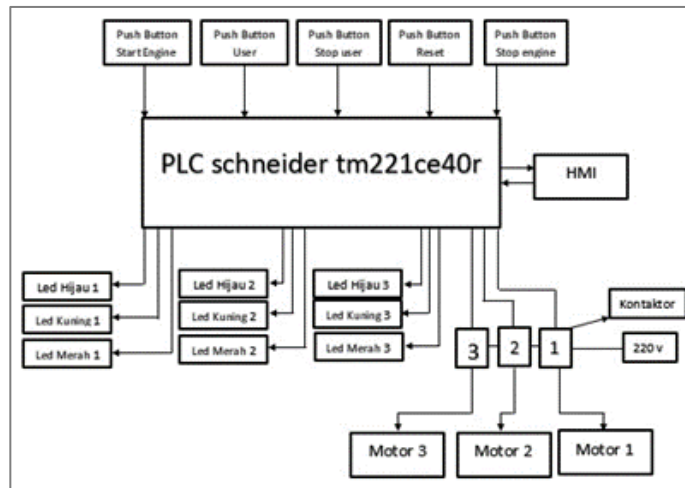 Push Button
Start Engine
Push Button
User
Push Button
Stop user
Push Button
Reset
Push Button
Stop engine
PLC schneider tm221ce40r
HMI
Led Hijau 1
Led Kuning 1
Led Merah 1
Led Hijau 2
Led Kuning 2
Led Merah 2
Led Hijau 3
Led Kuning 3
Led Merah 3
Kontaktor
3
2
1
220 v
Motor 3
Motor 2
Motor 1